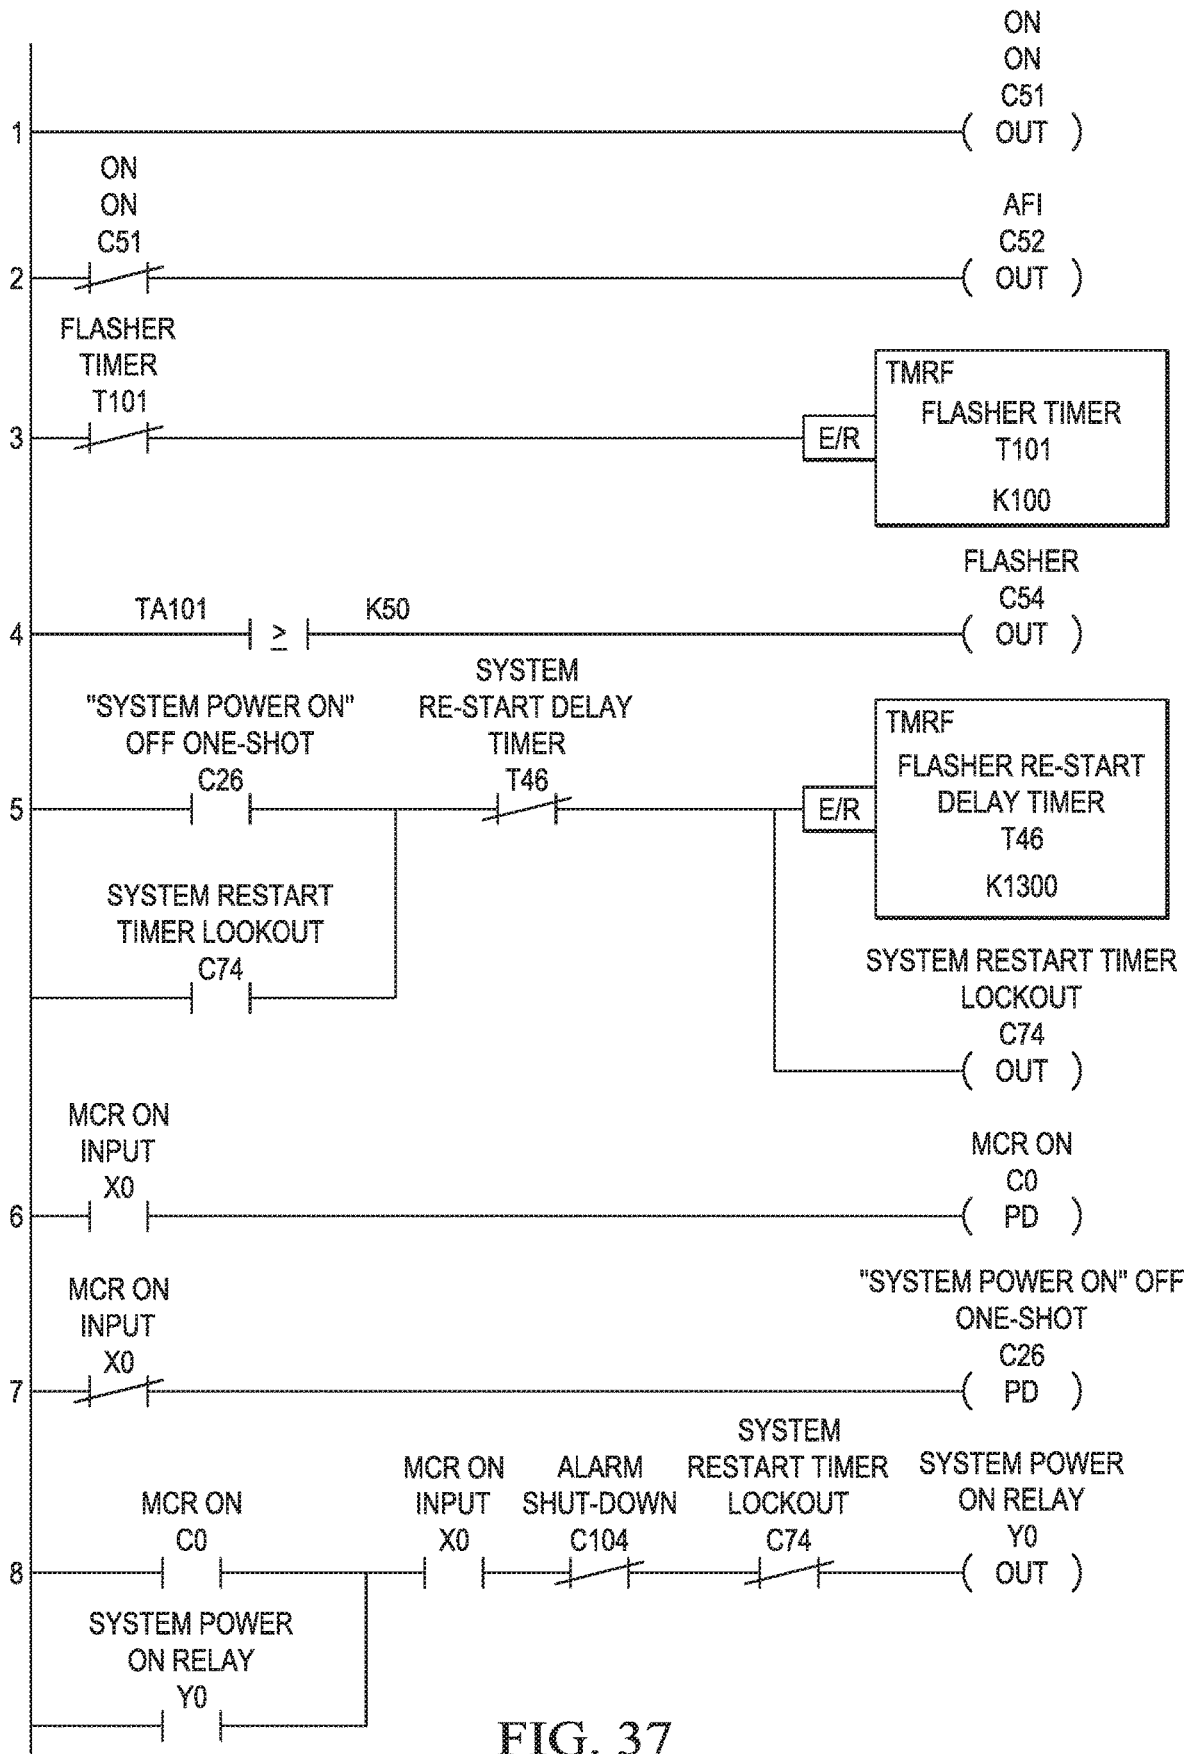 ON
ON
C51
1
( OUT )
ON
ON
C51
AFI
C52
2
( OUT )
FLASHER
TIMER
T101
3
E/R
TMRF
FLASHER TIMER
T101
K100
FLASHER
C54
4
TA101
≥
K50
( OUT )
"SYSTEM POWER ON"
OFF ONE-SHOT
C26
SYSTEM
RE-START DELAY
TIMER
T46
5
E/R
TMRF
FLASHER RE-START
DELAY TIMER
T46
K1300
SYSTEM RESTART
TIMER LOOKOUT
C74
SYSTEM RESTART TIMER
LOCKOUT
C74
( OUT )
MCR ON
INPUT
X0
MCR ON
C0
6
( PD )
MCR ON
INPUT
X0
"SYSTEM POWER ON" OFF
ONE-SHOT
C26
7
( PD )
MCR ON
C0
MCR ON
INPUT
X0
ALARM
SHUT-DOWN
C104
SYSTEM
RESTART TIMER
LOCKOUT
C74
SYSTEM POWER
ON RELAY
Y0
8
( OUT )
SYSTEM POWER
ON RELAY
Y0
FIG. 37